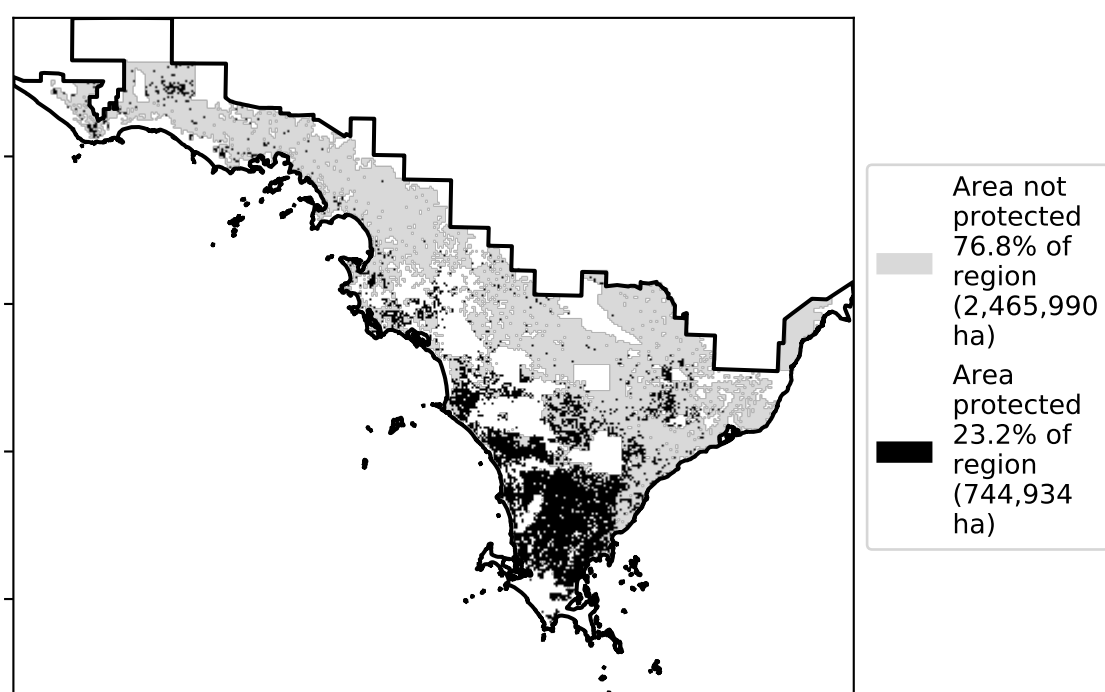 Area not
protected
76.8% of
region
(2,465,990
ha)
Area
protected
23.2% of
region
(744,934
ha)